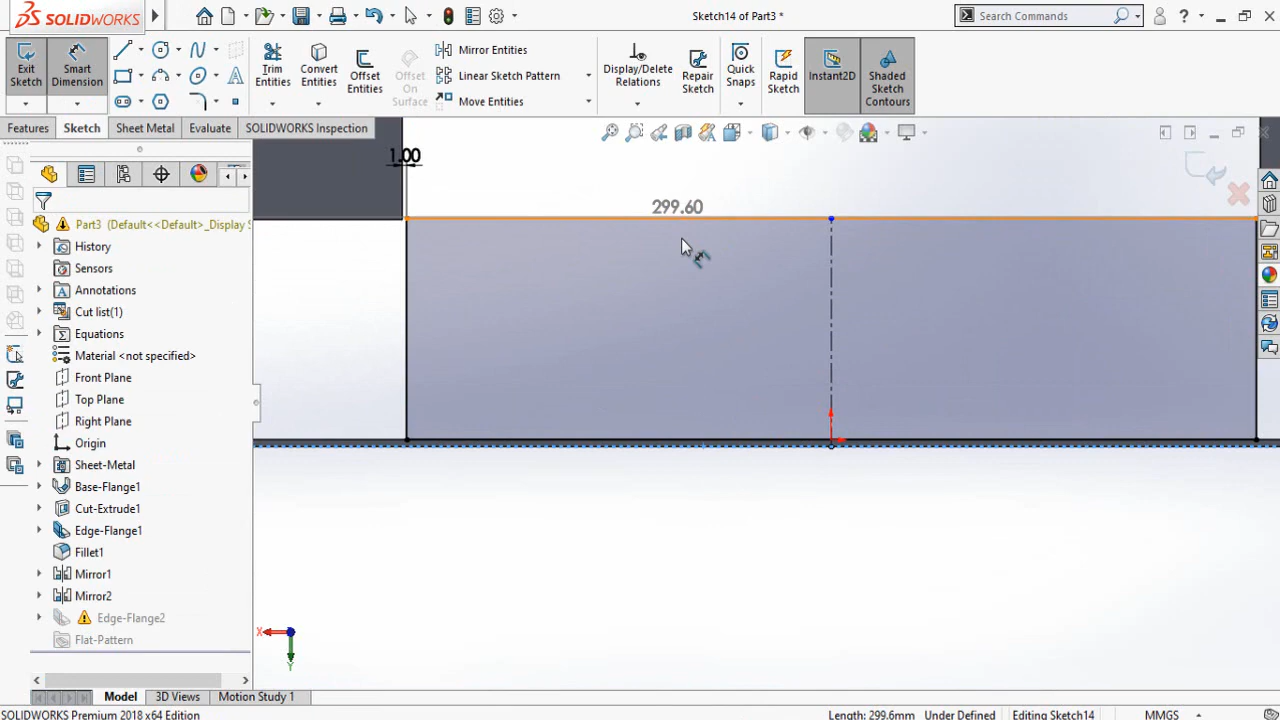 SOLIDWORKS
Sketch14 of Part3 *
Search Commands
Exit Sketch
Smart Dimension
Trim Entities
Convert Entities
Offset Entities
Offset On Surface
Mirror Entities
Linear Sketch Pattern
Move Entities
Display/Delete Relations
Repair Sketch
Quick Snaps
Rapid Sketch
Instant2D
Shaded Sketch Contours
Features
Sketch
Sheet Metal
Evaluate
SOLIDWORKS Inspection
1.00
299.60
Part3 (Default<<Default>_Display S
History
Sensors
Annotations
Cut list(1)
Equations
Material <not specified>
Front Plane
Top Plane
Right Plane
Origin
Sheet-Metal
Base-Flange1
Cut-Extrude1
Edge-Flange1
Fillet1
Mirror1
Mirror2
Edge-Flange2
Flat-Pattern
X
Y
Model
3D Views
Motion Study 1
SOLIDWORKS Premium 2018 x64 Edition
Length: 299.6mm
Under Defined
Editing Sketch14
MMGS